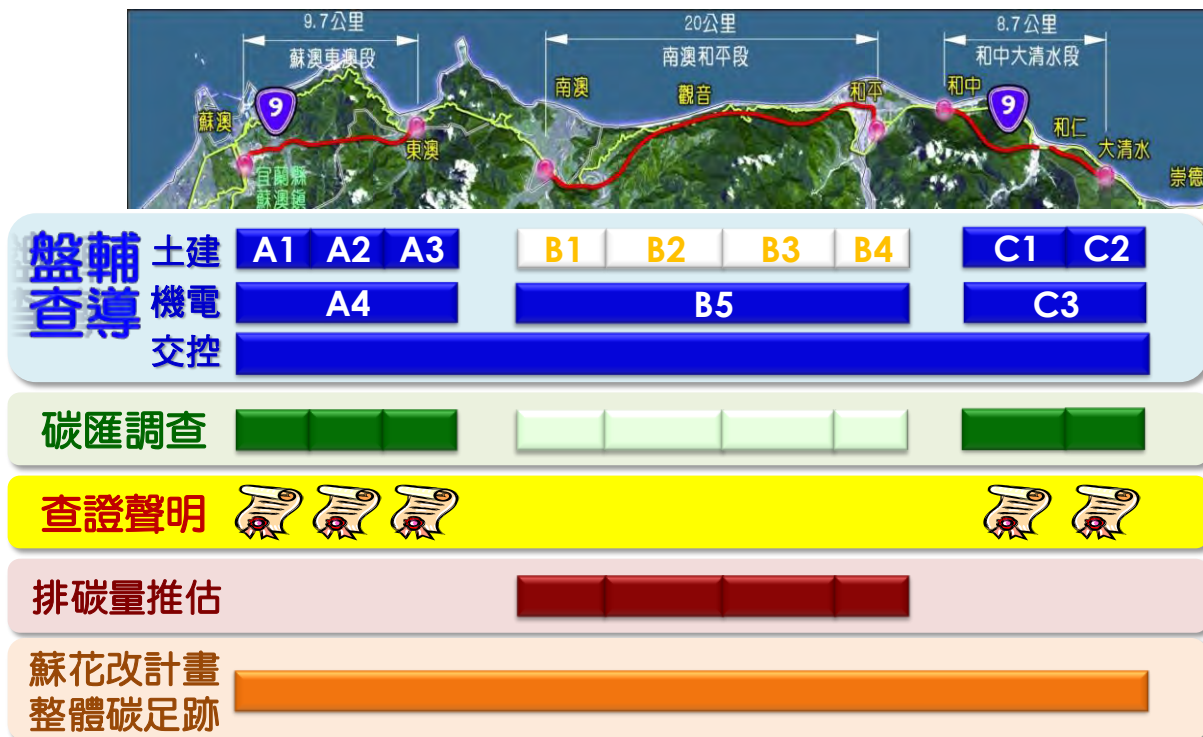 9.7公里
20公里
8.7公里
蘇澳東澳段
南澳和平段
和中大清水段
蘇澳
9
東澳
宜蘭縣
蘇澳鎮
南澳
觀音
和平
和中
9
和仁
大清水
崇德
盤輔
查導
土建
A1 A2 A3
B1 B2 B3 B4
C1 C2
機電
A4
B5
C3
交控
碳匯調查
查證聲明
排碳量推估
蘇花改計畫
整體碳足跡